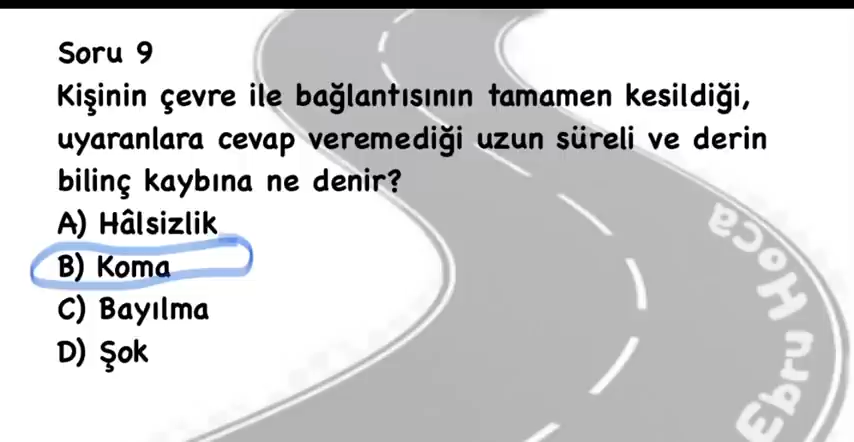 Soru 9
Kişinin çevre ile bağlantısının tamamen kesildiği,
uyaranlara cevap veremediği uzun süreli ve derin
bilinç kaybına ne denir?
A) Hâlsizlik
B) Koma
C) Bayılma
D) Şok
Ebru Hoca